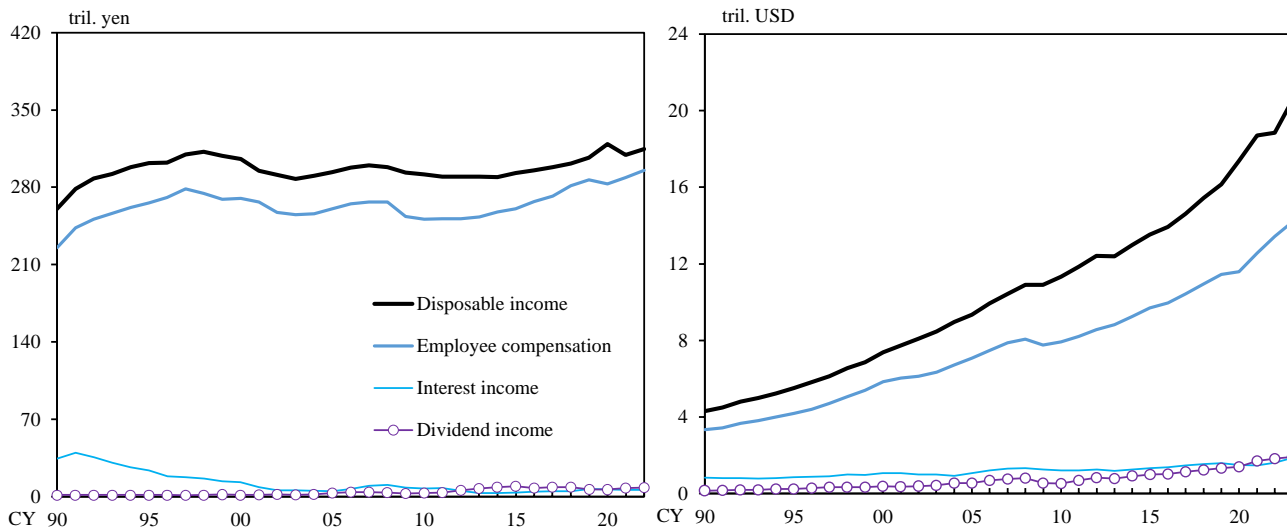 tril. yen
420
350
280
210
140
70
0
CY 90 95 00 05 10 15 20
Disposable income
Employee compensation
Interest income
Dividend income
tril. USD
24
20
16
12
8
4
0
CY 90 95 00 05 10 15 20